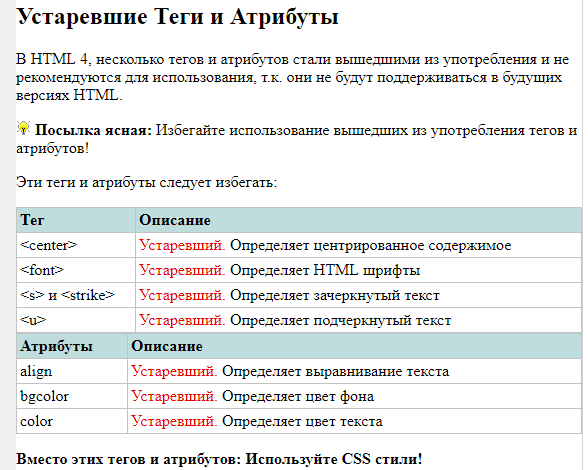 Устаревшие Теги и Атрибуты
В HTML 4, несколько тегов и атрибутов стали вышедшими из употребления и не
рекомендуются для использования, т.к. они не будут поддерживаться в будущих
версиях HTML.
Посылка ясная: Избегайте использование вышедших из употребления тегов и
атрибутов!
Эти теги и атрибуты следует избегать:
Тег Описание
<center> Устаревший. Определяет центрированное содержимое
<font> Устаревший. Определяет HTML шрифты
<s> и <strike> Устаревший. Определяет зачеркнутый текст
<u> Устаревший. Определяет подчеркнутый текст
Атрибуты Описание
align Устаревший. Определяет выравнивание текста
bgcolor Устаревший. Определяет цвет фона
color Устаревший. Определяет цвет текста
Вместо этих тегов и атрибутов: Используйте CSS стили!